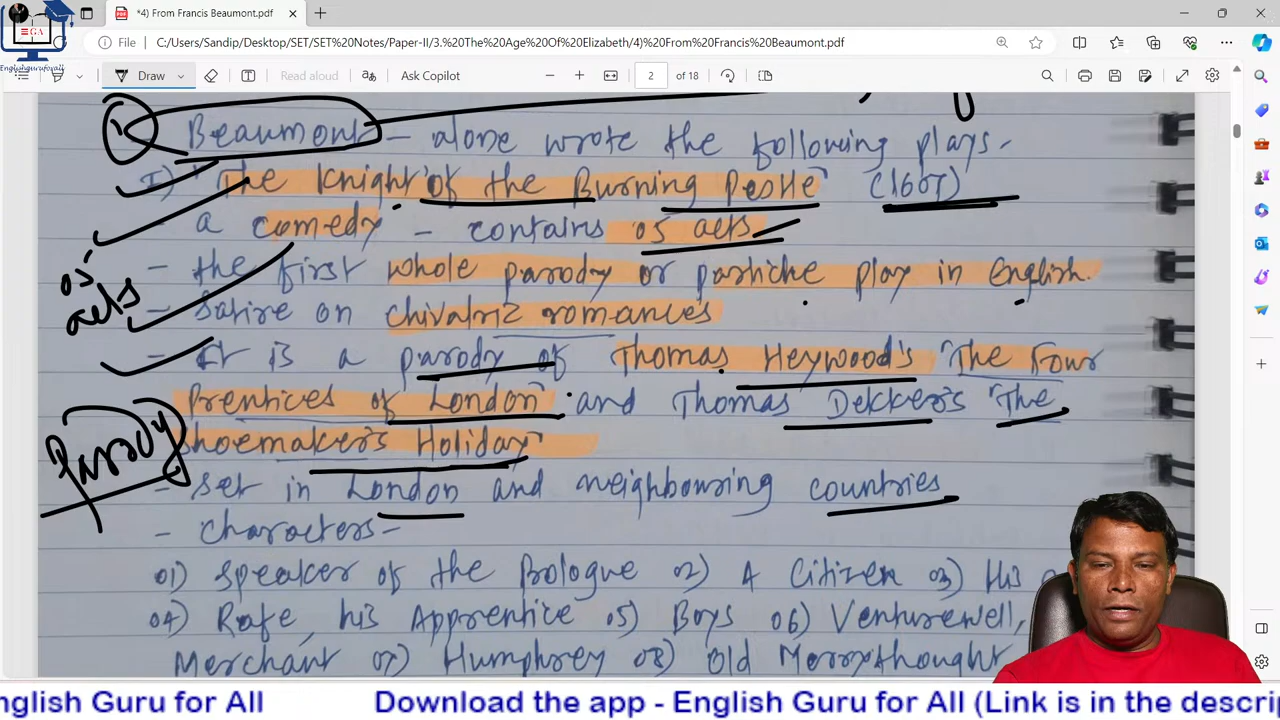 *4) From Francis Beaumont.pdf
File C:/Users/Sandip/Desktop/SET/SET%20Notes/Paper-II/3.%20The%20Age%20Of%20Elizabeth/4)%20From%20Francis%20Beaumont.pdf
Draw Read aloud Ask Copilot 2 of 18
EGA
Englishguruforall
1) Beaumont - alone wrote the following plays.
I) "The Knight of the Burning Pestle" (1607)
- a comedy - contains 05 acts
05 acts
- the first whole parody or pastiche play in English.
- satire on chivalric romances
- It is a parody of Thomas Heywood's "The Four
Prentices of London" and Thomas Dekker's "The
Shoemaker's Holiday"
Parody
- set in London and neighbouring countries
- characters-
01) Speaker of the Prologue 02) A Citizen 03) His
04) Rafe, his Apprentice 05) Boys 06) Venturewell,
Merchant 07) Humphrey 08) Old Merrythought
English Guru for All Download the app - English Guru for All (Link is in the descri